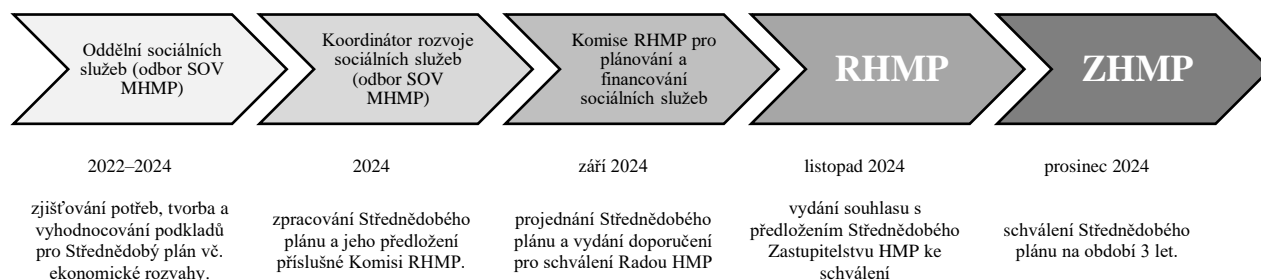 Oddělní sociálních
služeb (odbor SOV
MHMP)
Koordinátor rozvoje
sociálních služeb
(odbor SOV
MHMP)
Komise RHMP pro
plánování a
financování
sociálních služeb
RHMP
ZHMP
2022–2024
zjišťování potřeb, tvorba a
vyhodnocování podkladů
pro Střednědobý plán vč.
ekonomické rozvahy.
2024
zpracování Střednědobého
plánu a jeho předložení
příslušné Komisi RHMP.
září 2024
projednání Střednědobého
plánu a vydání doporučení
pro schválení Radou HMP
listopad 2024
vydání souhlasu s
předložením Střednědobého
Zastupitelstvu HMP ke
schválení
prosinec 2024
schválení Střednědobého
plánu na období 3 let.